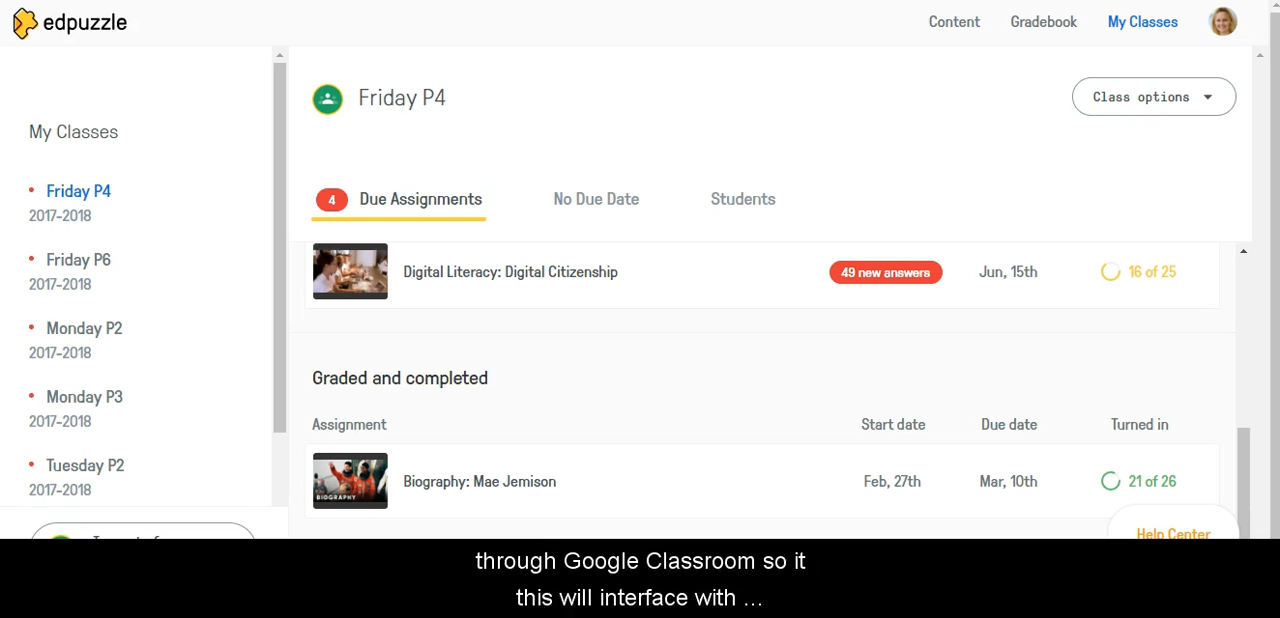 edpuzzle
Content Gradebook My Classes
My Classes
Friday P4
2017-2018
Friday P6
2017-2018
Monday P2
2017-2018
Monday P3
2017-2018
Tuesday P2
2017-2018
Friday P4
Class options
4 Due Assignments No Due Date Students
Digital Literacy: Digital Citizenship 49 new answers Jun, 15th 16 of 25
Graded and completed
Assignment Start date Due date Turned in
BIOGRAPHY
Biography: Mae Jemison Feb, 27th Mar, 10th 21 of 26
Help Center
through Google Classroom so it
this will interface with ...